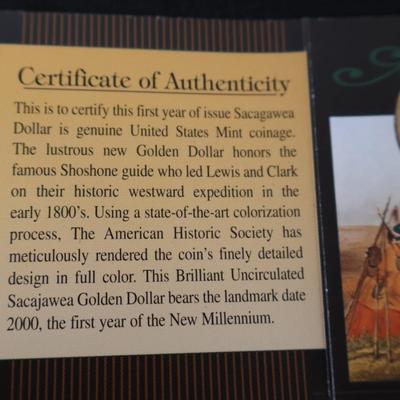 Certificate of Authenticity
This is to certify this first year of issue Sacagawea
Dollar is genuine United States Mint coinage.
The lustrous new Golden Dollar honors the
famous Shoshone guide who led Lewis and Clark
on their historic westward expedition in the
early 1800's. Using a state-of-the-art colorization
process, The American Historic Society has
meticulously rendered the coin's finely detailed
design in full color. This Brilliant Uncirculated
Sacajawea Golden Dollar bears the landmark date
2000, the first year of the New Millennium.